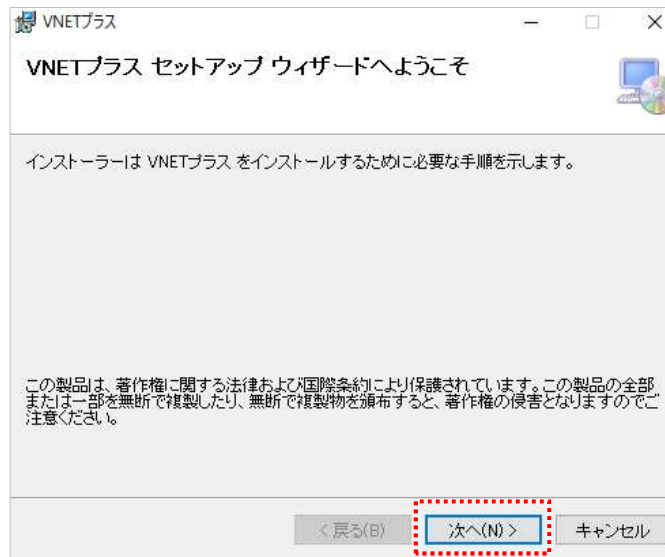 VNETプラス
VNETプラス セットアップ ウィザードへようこそ
インストーラーは VNETプラス をインストールするために必要な手順を示します。
この製品は、著作権に関する法律および国際条約により保護されています。この製品の全部
または一部を無断で複製したり、無断で複製物を頒布すると、著作権の侵害となりますのでご
注意ください。
< 戻る(B)
次へ(N) >
キャンセル